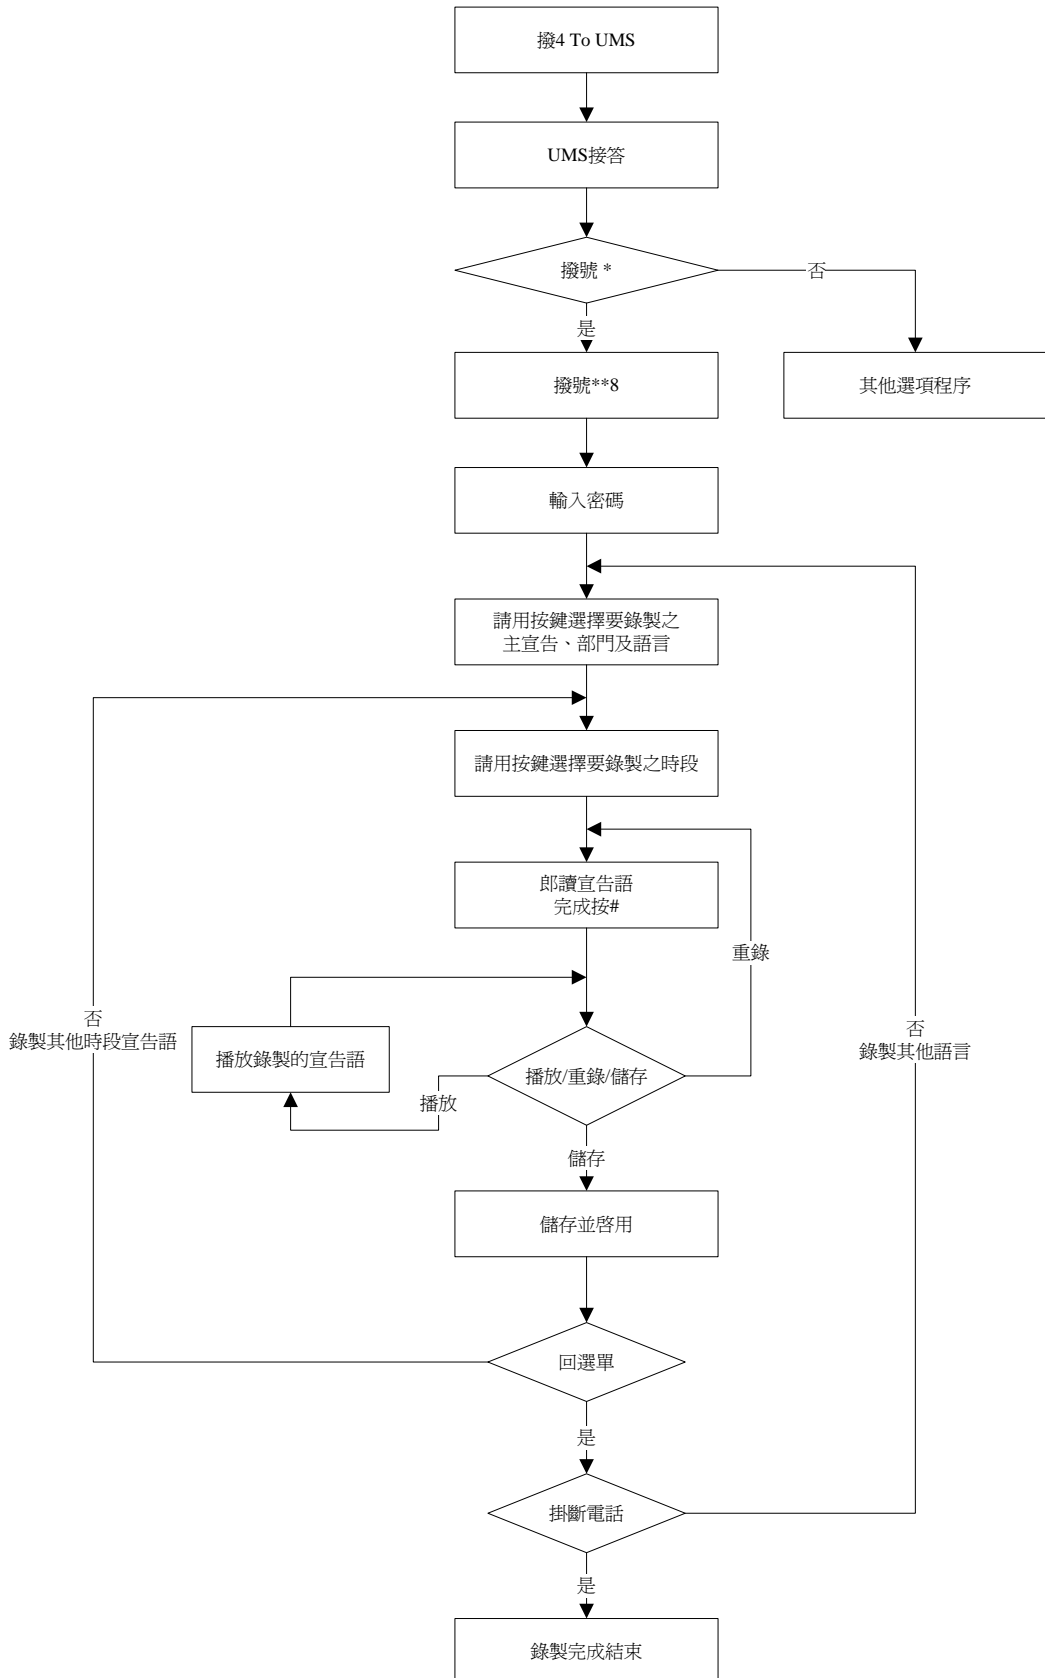 撥4 To UMS
UMS接答
撥號 *
否
是
撥號**8
其他選項程序
輸入密碼
請用按鍵選擇要錄製之
主宣告、部門及語言
請用按鍵選擇要錄製之時段
郎讀宣告語
完成按#
重錄
否
錄製其他時段宣告語
播放錄製的宣告語
播放/重錄/儲存
否
錄製其他語言
播放
儲存
儲存並啓用
回選單
是
掛斷電話
是
錄製完成結束